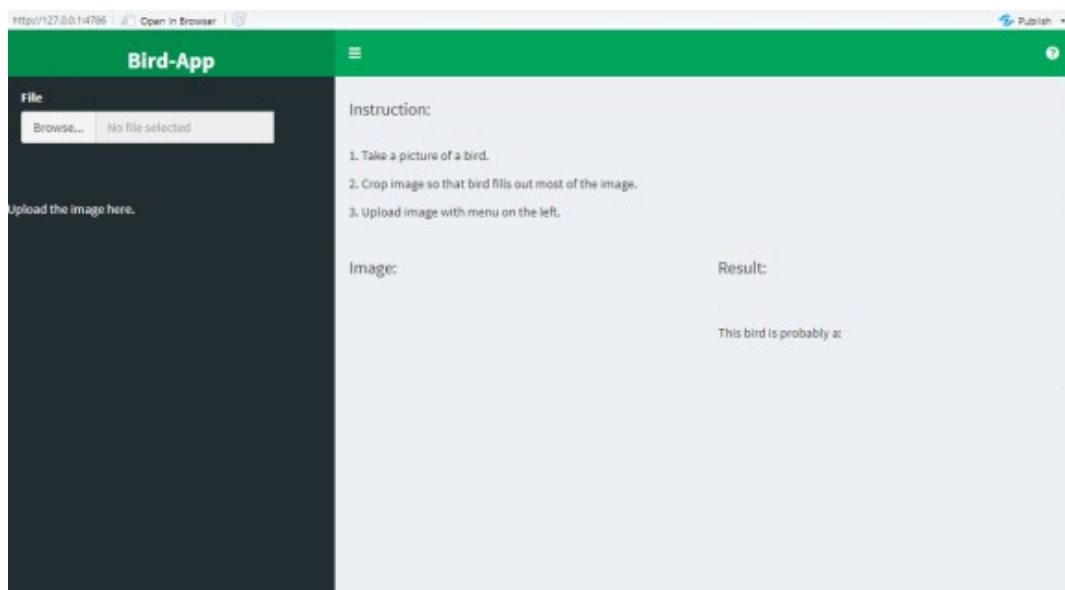 http://127.0.0.1:4786 Open in Browser Publish
Bird-App
File
Browse... No file selected
Upload the image here.
Instruction:
1. Take a picture of a bird.
2. Crop image so that bird fills out most of the image.
3. Upload image with menu on the left.
Image:
Result:
This bird is probably a: